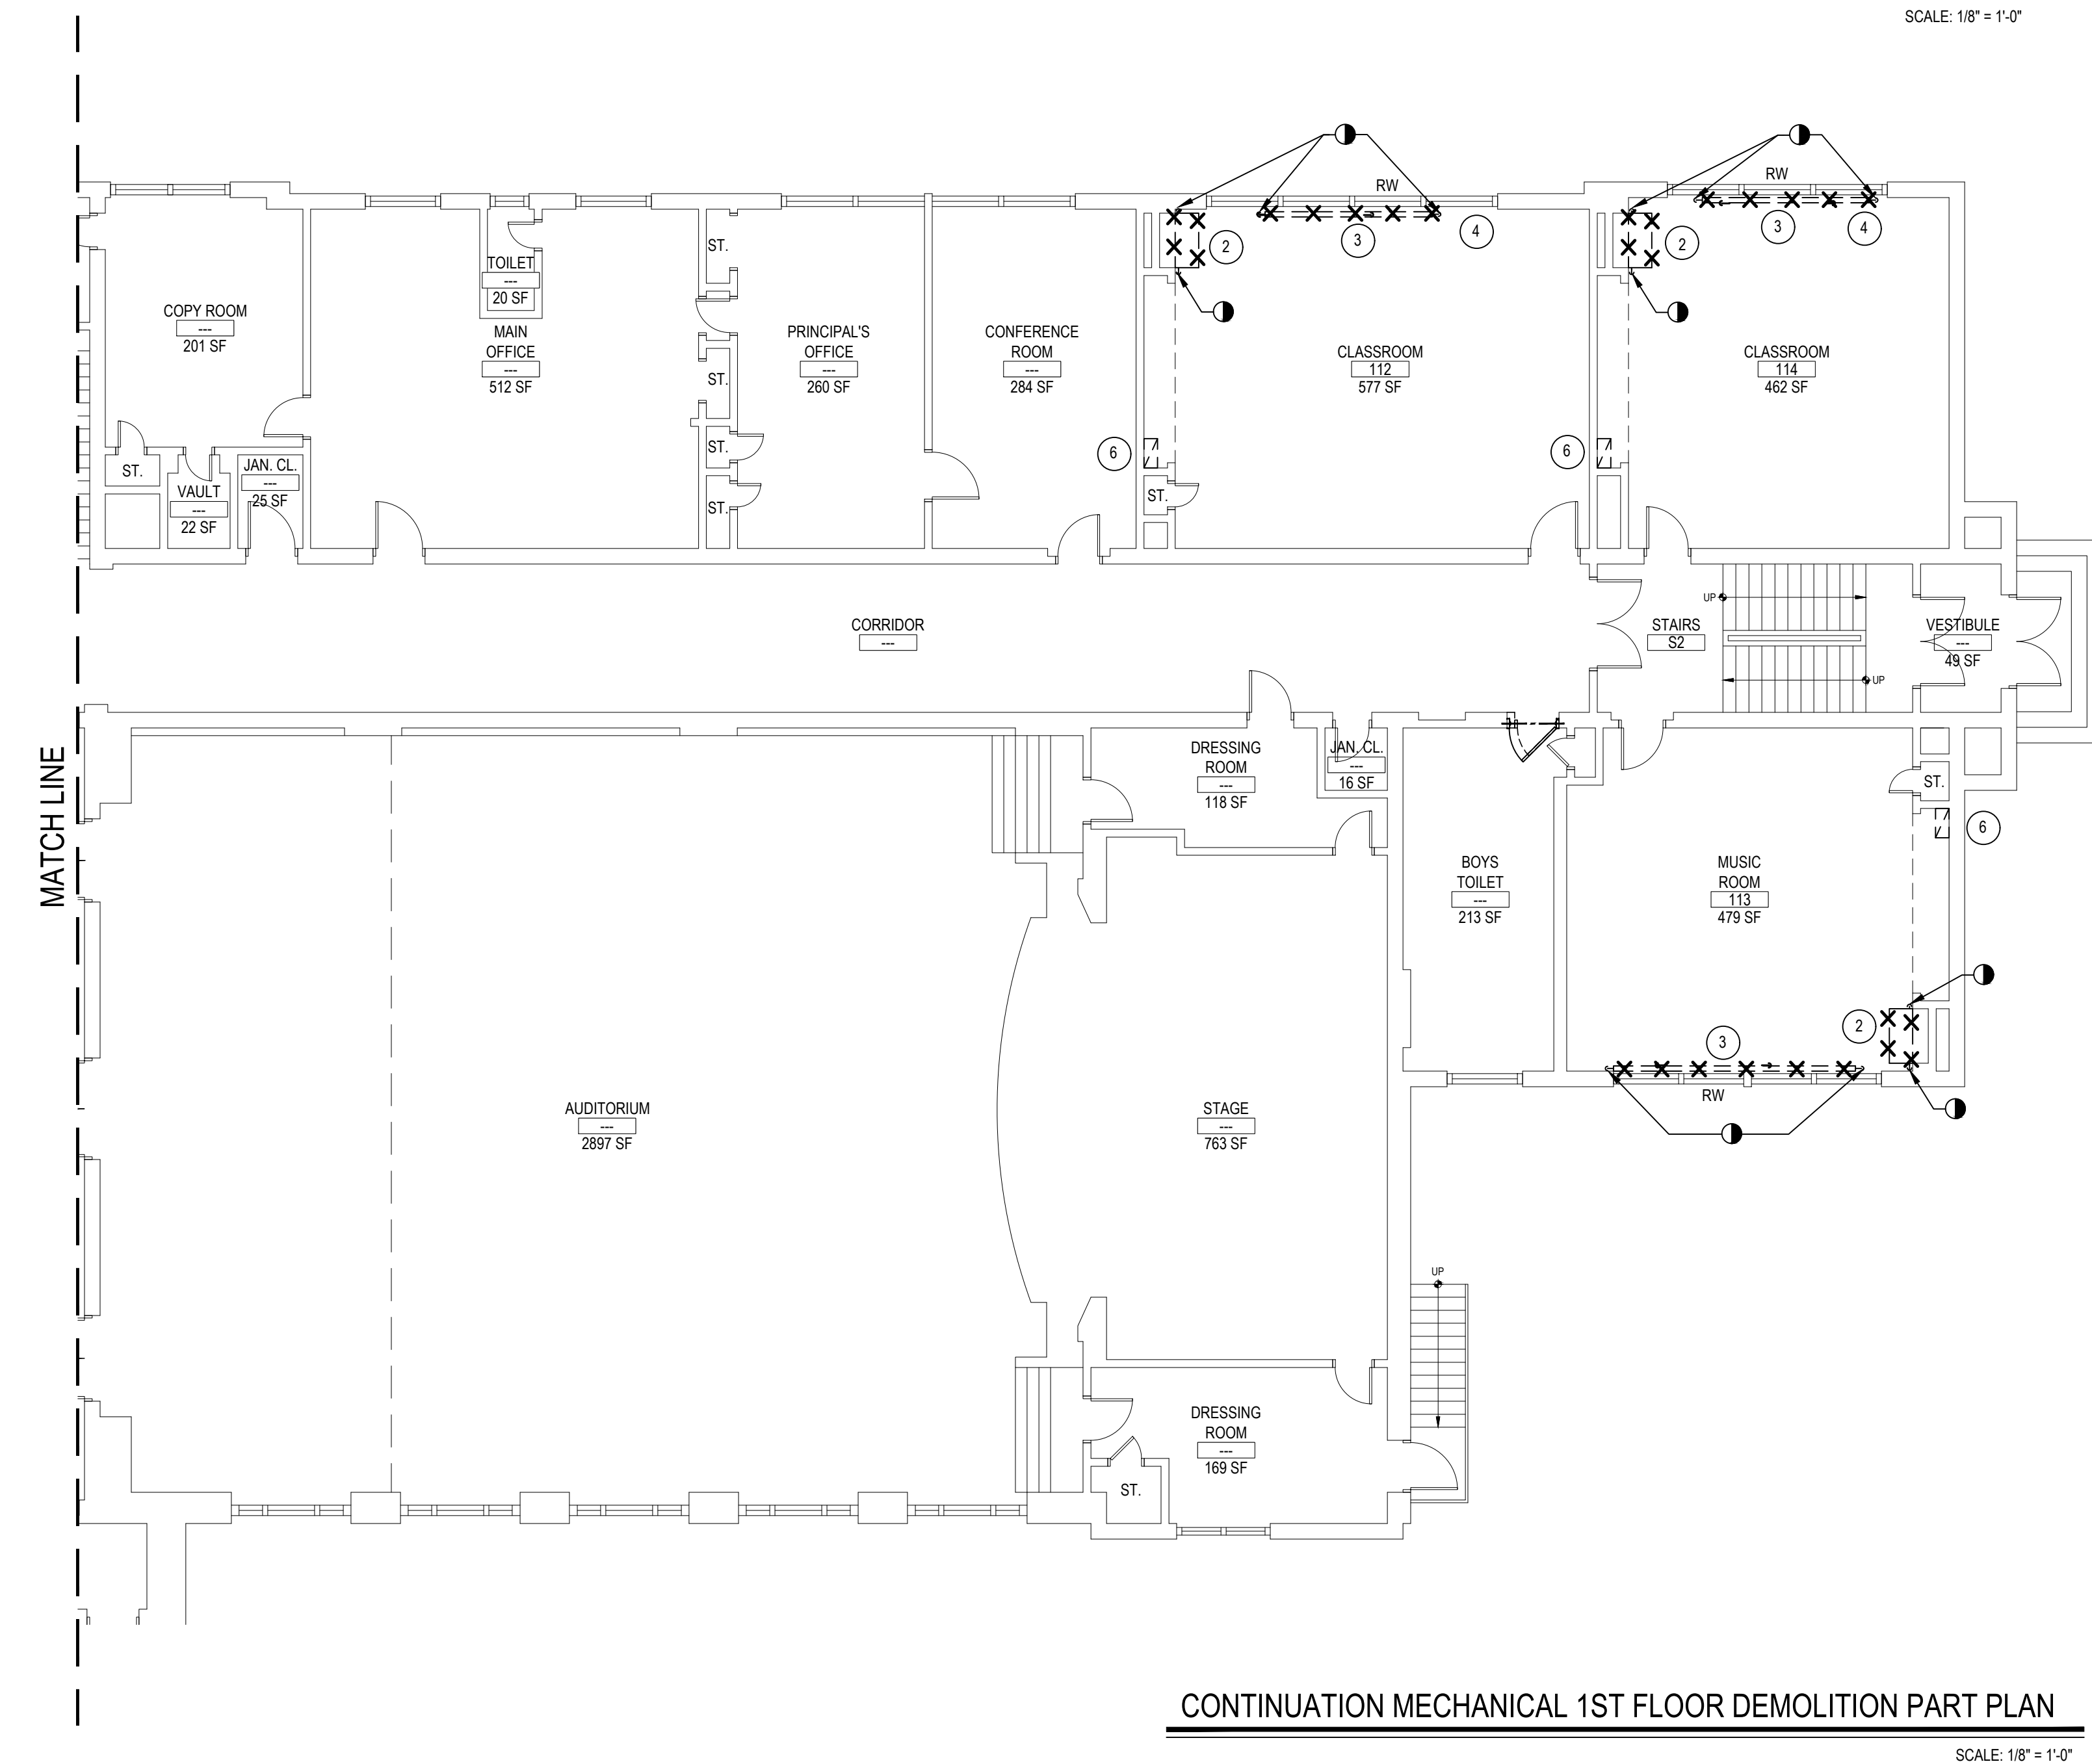 SCALE: 1/8" = 1'-0"
RW
RW
2
3
4
2
3
4
ST.
TOILET
---
20 SF
COPY ROOM
---
201 SF
MAIN
OFFICE
---
512 SF
ST.
PRINCIPAL'S
OFFICE
---
260 SF
CONFERENCE
ROOM
---
284 SF
CLASSROOM
112
577 SF
CLASSROOM
114
462 SF
6
6
ST.
ST.
VAULT
---
22 SF
JAN. CL.
---
25 SF
ST.
ST.
UP
CORRIDOR
---
STAIRS
S2
VESTIBULE
---
49 SF
UP
MATCH LINE
DRESSING
ROOM
---
118 SF
JAN. CL.
---
16 SF
ST.
6
BOYS
TOILET
---
213 SF
MUSIC
ROOM
113
479 SF
2
3
RW
AUDITORIUM
---
2897 SF
STAGE
---
763 SF
UP
DRESSING
ROOM
---
169 SF
ST.
CONTINUATION MECHANICAL 1ST FLOOR DEMOLITION PART PLAN
SCALE: 1/8" = 1'-0"